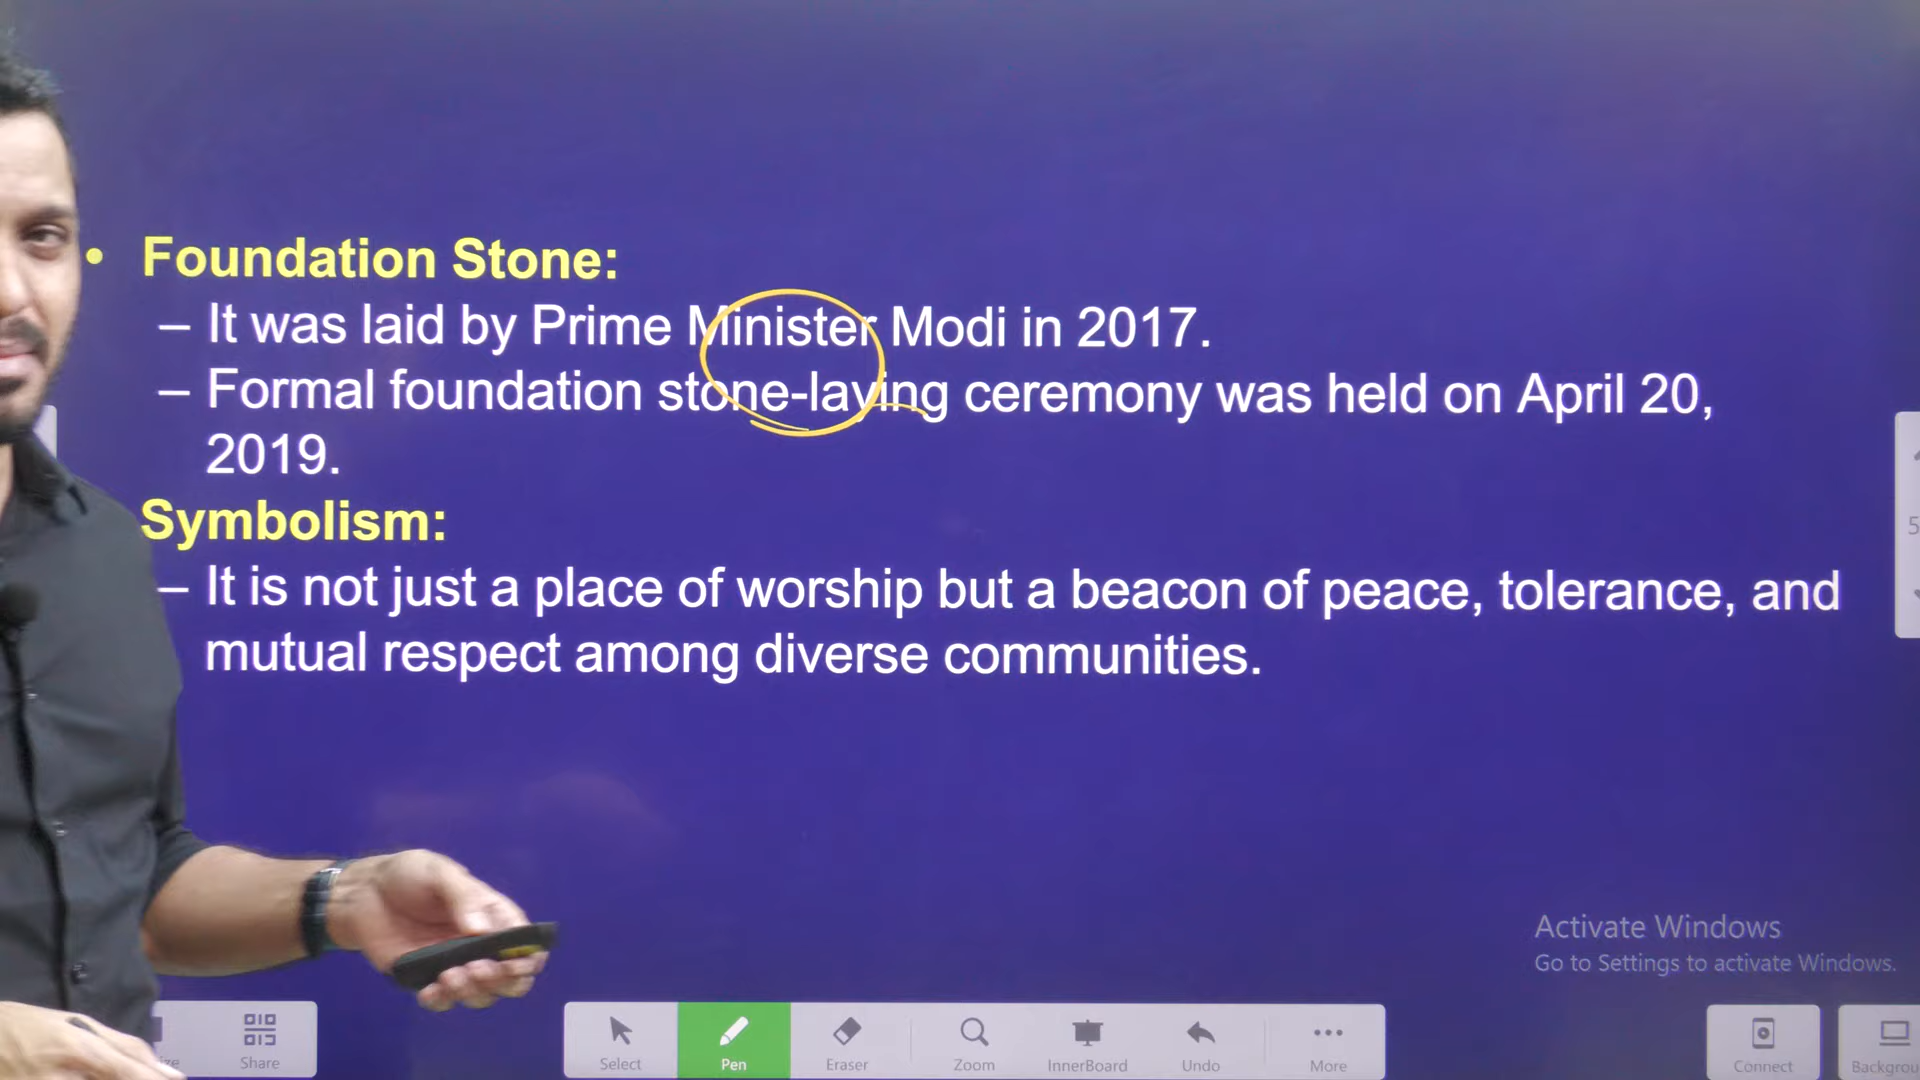 • Foundation Stone:
– It was laid by Prime Minister Modi in 2017.
– Formal foundation stone-laying ceremony was held on April 20,
2019.
Symbolism:
– It is not just a place of worship but a beacon of peace, tolerance, and
mutual respect among diverse communities.
5
Activate Windows
Go to Settings to activate Windows.
Share
Select
Pen
Eraser
Zoom
InnerBoard
Undo
More
Connect
Backgrou